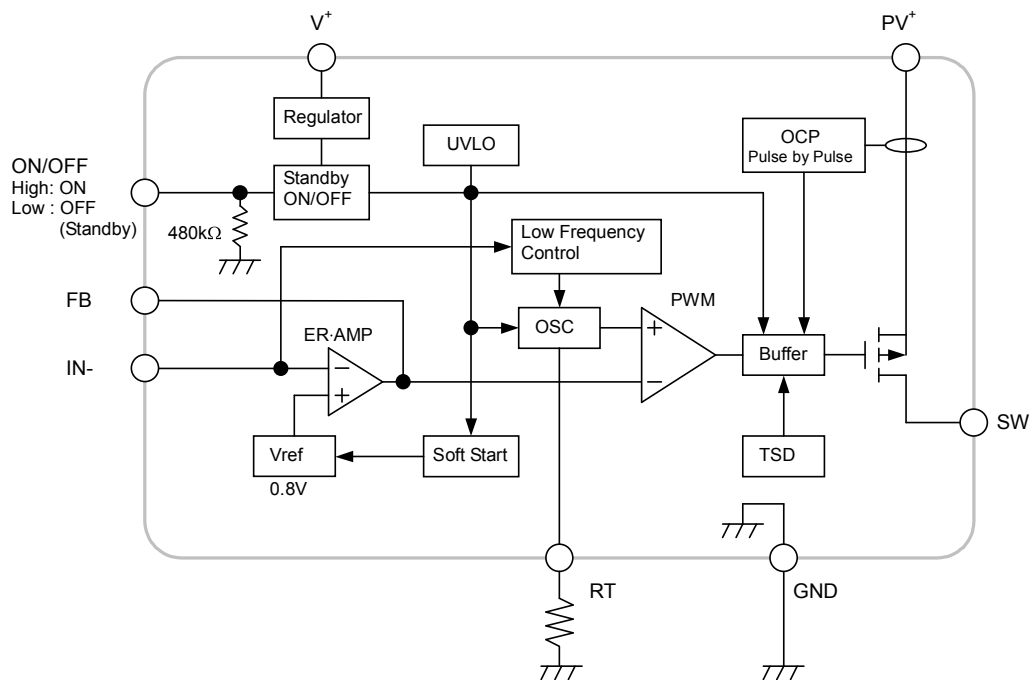 V+
PV+
Regulator
UVLO
OCP
Pulse by Pulse
ON/OFF
High: ON
Low : OFF
(Standby)
Standby
ON/OFF
480kΩ
Low Frequency
Control
FB
PWM
ER·AMP
+
OSC
Buffer
IN-
−
+
−
SW
Vref
Soft Start
TSD
0.8V
RT
GND